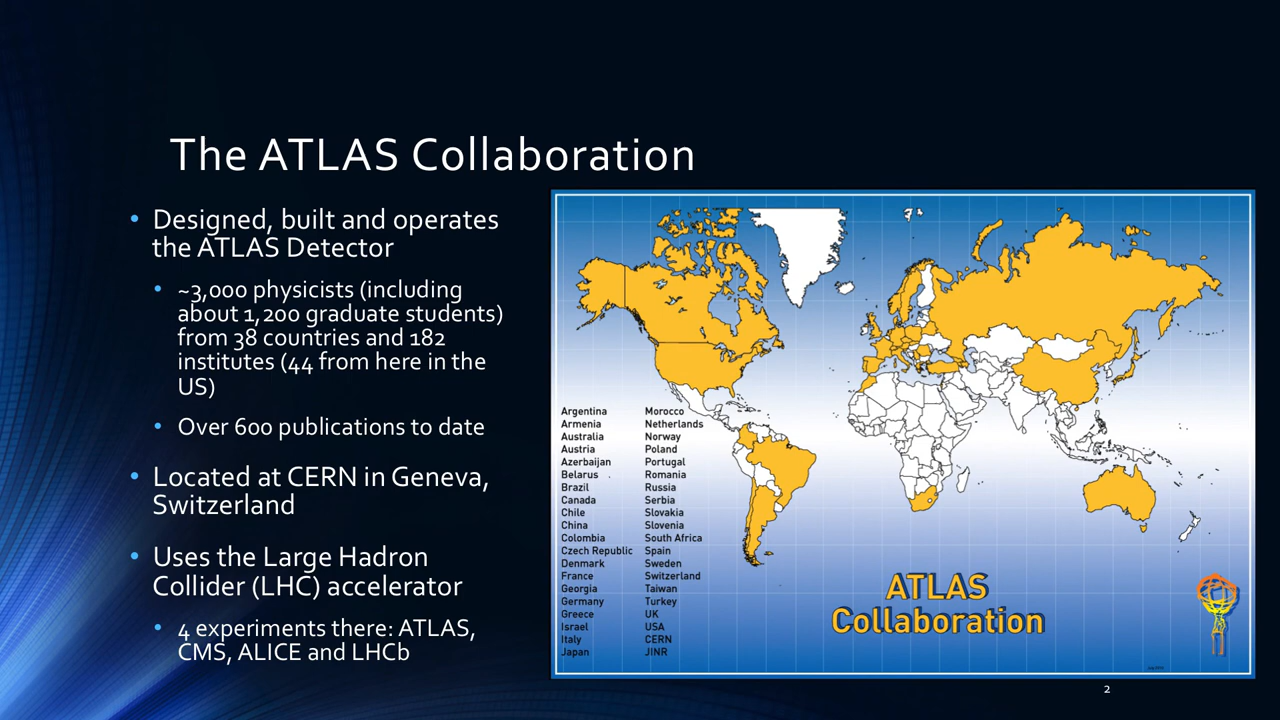 The ATLAS Collaboration
• Designed, built and operates
the ATLAS Detector
• ~3,000 physicists (including
about 1,200 graduate students)
from 38 countries and 182
institutes (44 from here in the
US)
• Over 600 publications to date
• Located at CERN in Geneva,
Switzerland
• Uses the Large Hadron
Collider (LHC) accelerator
• 4 experiments there: ATLAS,
CMS, ALICE and LHCb
Argentina
Armenia
Australia
Austria
Azerbaijan
Belarus
Brazil
Canada
Chile
China
Colombia
Czech Republic
Denmark
France
Georgia
Germany
Greece
Israel
Italy
Japan
Morocco
Netherlands
Norway
Poland
Portugal
Romania
Russia
Serbia
Slovakia
Slovenia
South Africa
Spain
Sweden
Switzerland
Taiwan
Turkey
UK
USA
CERN
JINR
ATLAS
Collaboration
2